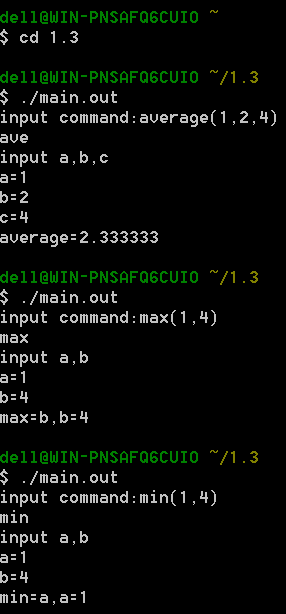 dell@WIN-PNSAFQ6CUIO ~
$ cd 1.3
dell@WIN-PNSAFQ6CUIO ~/1.3
$ ./main.out
input command:average(1,2,4)
ave
input a,b,c
a=1
b=2
c=4
average=2.333333
dell@WIN-PNSAFQ6CUIO ~/1.3
$ ./main.out
input command:max(1,4)
max
input a,b
a=1
b=4
max=b,b=4
dell@WIN-PNSAFQ6CUIO ~/1.3
$ ./main.out
input command:min(1,4)
min
input a,b
a=1
b=4
min=a,a=1